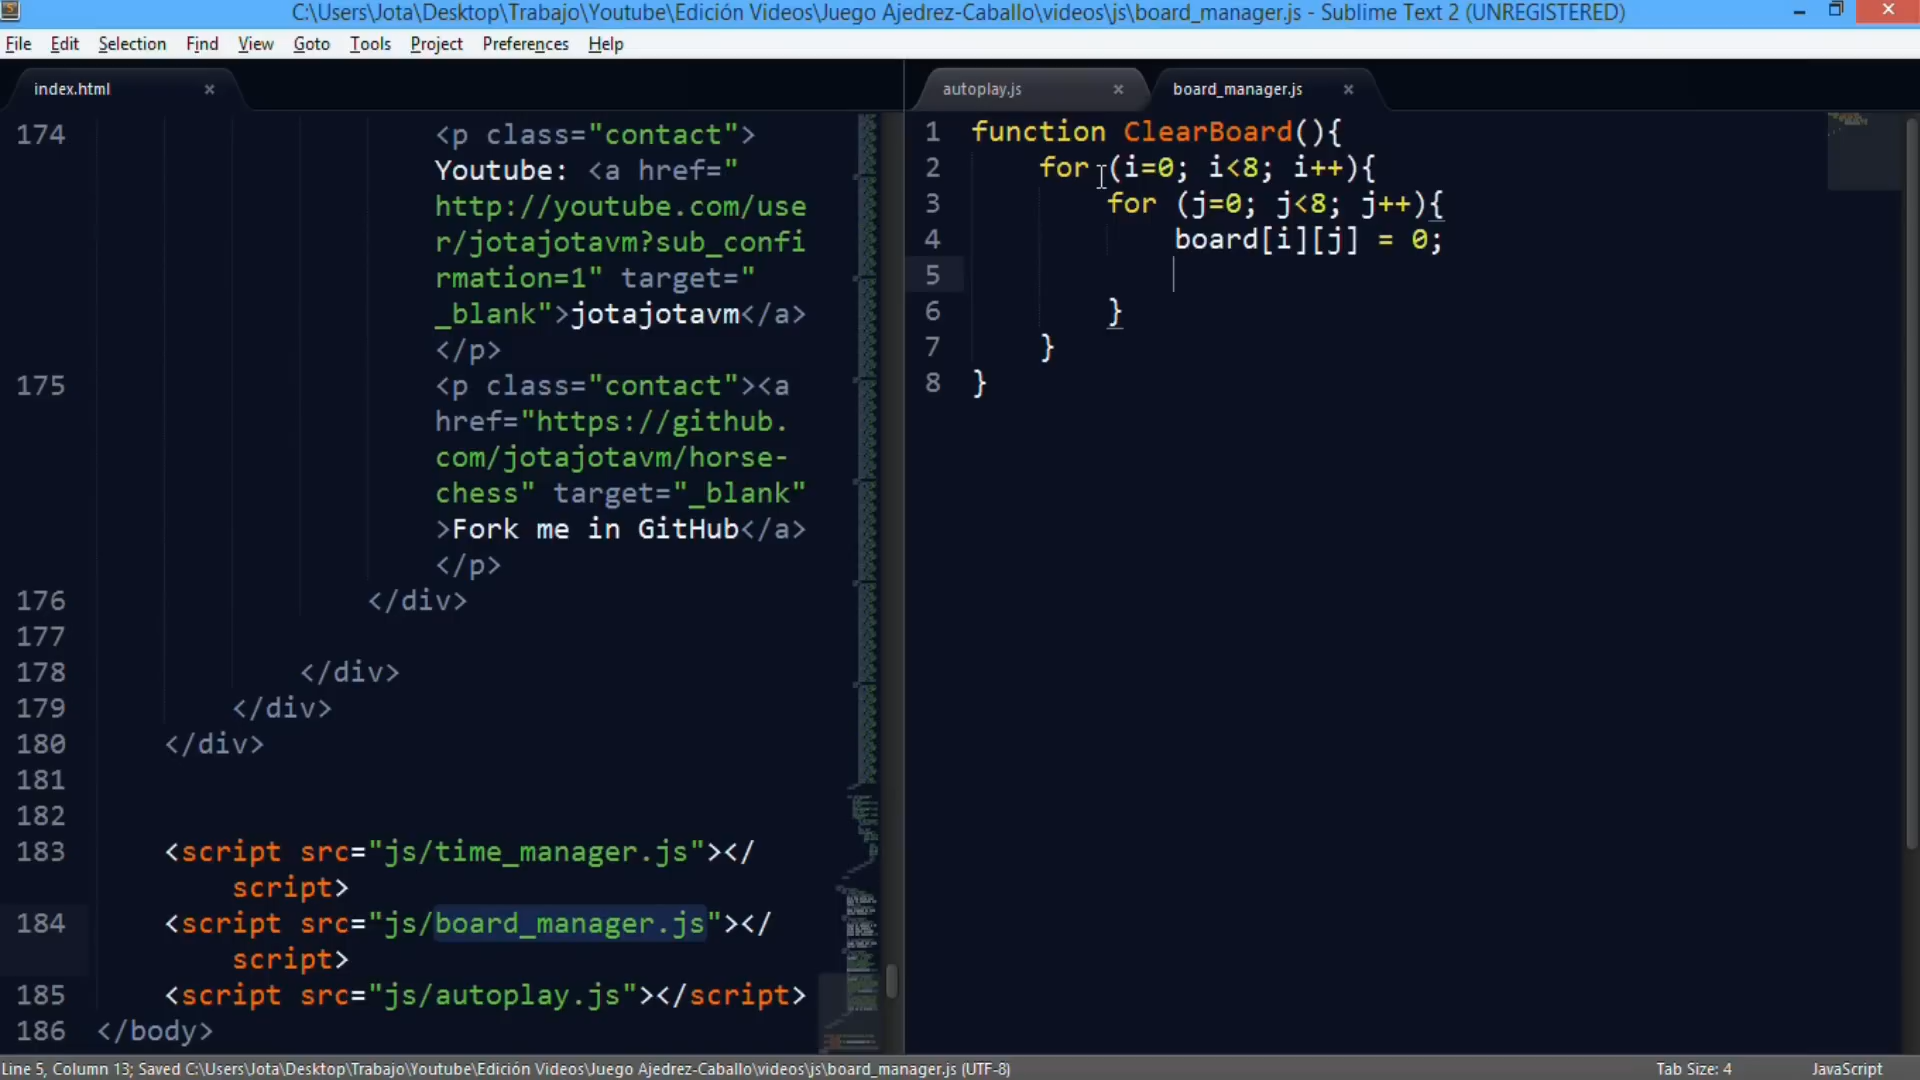 C:\Users\Jota\Desktop\Trabajo\Youtube\Edición Videos\Juego Ajedrez-Caballo\videos\js\board_manager.js - Sublime Text 2 (UNREGISTERED)
File Edit Selection Find View Goto Tools Project Preferences Help
index.html
174 <p class="contact">
Youtube: <a href="
http://youtube.com/use
r/jotajotavm?sub_confi
rmation=1" target="
_blank">jotajotavm</a>
</p>
175 <p class="contact"><a
href="https://github.
com/jotajotavm/horse-
chess" target="_blank"
>Fork me in GitHub</a>
</p>
176 </div>
177
178 </div>
179 </div>
180 </div>
181
182
183 <script src="js/time_manager.js"></
script>
184 <script src="js/board_manager.js"></
script>
185 <script src="js/autoplay.js"></script>
186 </body>
autoplay.js board_manager.js
1 function ClearBoard(){
2 for (i=0; i<8; i++){
3 for (j=0; j<8; j++){
4 board[i][j] = 0;
5
6 }
7 }
8 }
Line 5, Column 13; Saved C:\Users\Jota\Desktop\Trabajo\Youtube\Edición Videos\Juego Ajedrez-Caballo\videos\js\board_manager.js (UTF-8) Tab Size: 4 JavaScript